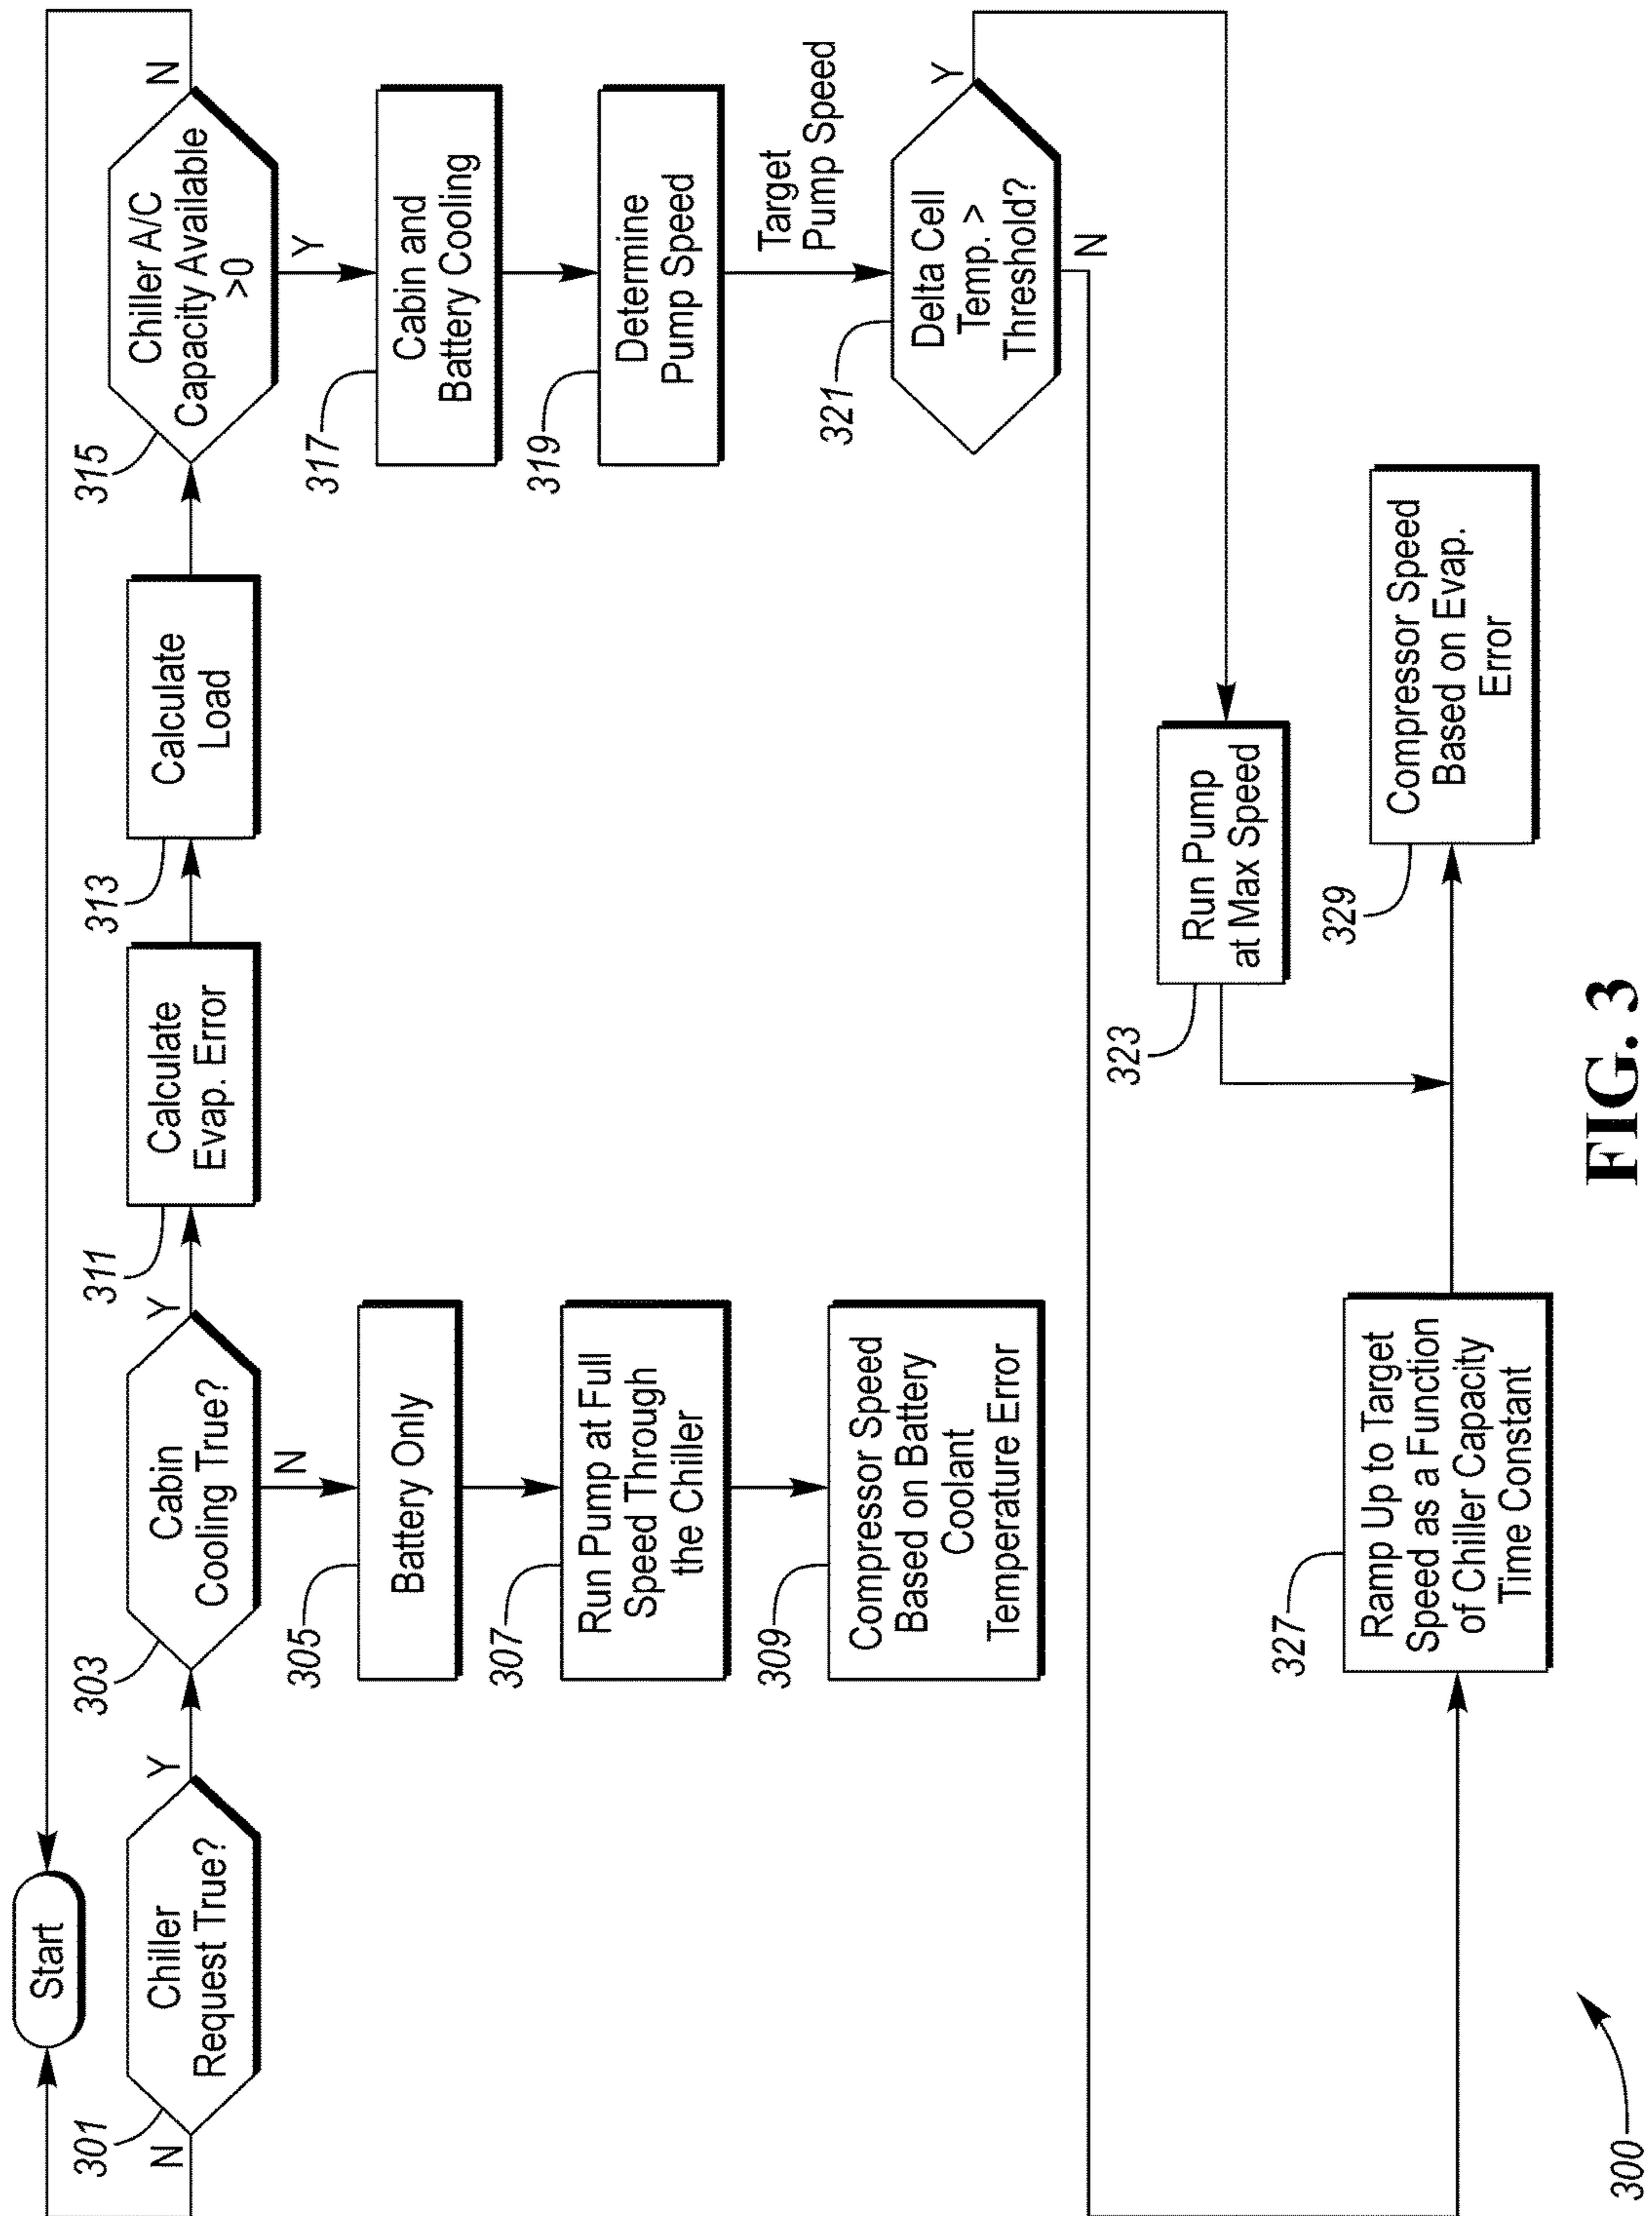 Start
301
N
Chiller
Request True?
Y
303
Cabin
Cooling True?
Y
N
305
Battery Only
307
Run Pump at Full
Speed Through
the Chiller
309
Compressor Speed
Based on Battery
Coolant
Temperature Error
311
Calculate
Evap. Error
313
Calculate
Load
315
Chiller A/C
Capacity Available
>0
N
Y
317
Cabin and
Battery Cooling
319
Determine
Pump Speed
Target
Pump Speed
321
Delta Cell
Temp. >
Threshold?
Y
N
323
Run Pump
at Max Speed
327
Ramp Up to Target
Speed as a Function
of Chiller Capacity
Time Constant
329
Compressor Speed
Based on Evap.
Error
300
FIG. 3